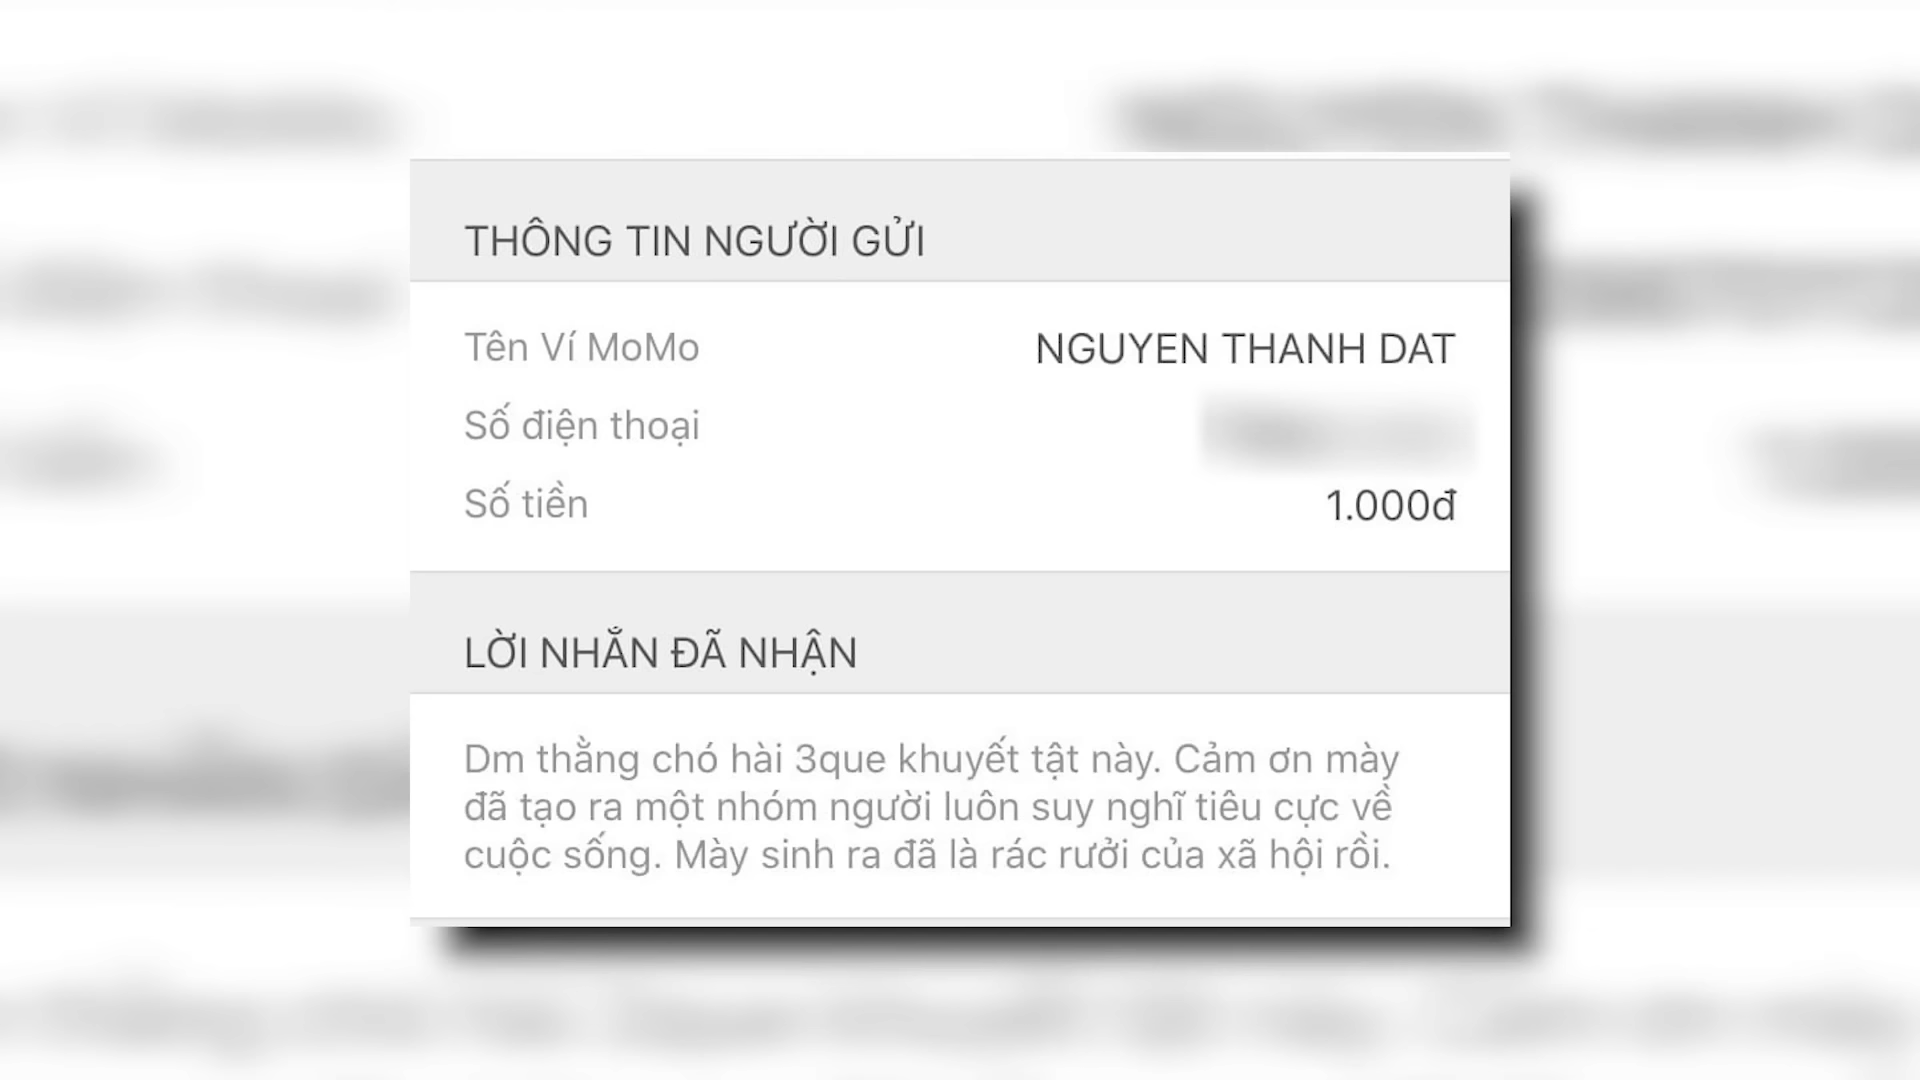 THÔNG TIN NGƯỜI GỬI
Tên Ví MoMo NGUYEN THANH DAT
Số điện thoại
Số tiền 1.000đ
LỜI NHẮN ĐÃ NHẬN
Dm thằng chó hài 3que khuyết tật này. Cảm ơn mày
đã tạo ra một nhóm người luôn suy nghĩ tiêu cực về
cuộc sống. Mày sinh ra đã là rác rưởi của xã hội rồi.